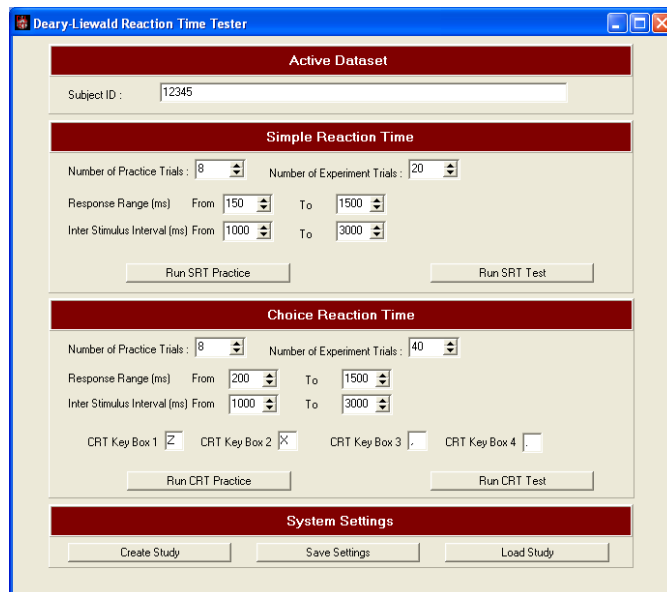 Deary-Liewald Reaction Time Tester
Active Dataset
Subject ID : 12345
Simple Reaction Time
Number of Practice Trials : 8 Number of Experiment Trials : 20
Response Range (ms) From 150 To 1500
Inter Stimulus Interval (ms) From 1000 To 3000
Run SRT Practice Run SRT Test
Choice Reaction Time
Number of Practice Trials : 8 Number of Experiment Trials : 40
Response Range (ms) From 200 To 1500
Inter Stimulus Interval (ms) From 1000 To 3000
CRT Key Box 1 Z CRT Key Box 2 X CRT Key Box 3 , CRT Key Box 4 .
Run CRT Practice Run CRT Test
System Settings
Create Study Save Settings Load Study